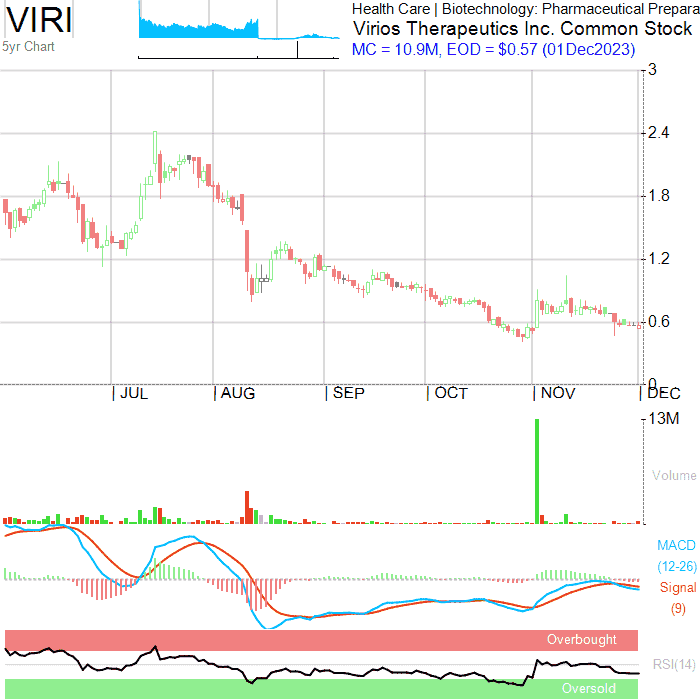 VIRI
5yr Chart
Health Care | Biotechnology: Pharmaceutical Prepara
Virios Therapeutics Inc. Common Stock
MC = 10.9M, EOD = $0.57 (01Dec2023)
3
2.4
1.8
1.2
0.6
0
JUL AUG SEP OCT NOV DEC
13M
Volume
MACD
(12-26)
Signal
(9)
Overbought
RSI(14)
Oversold